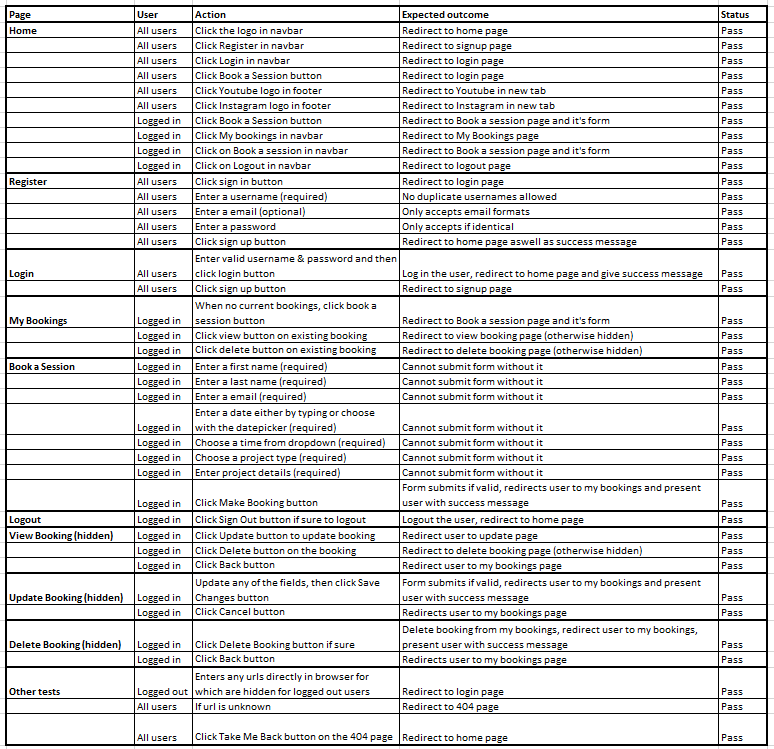 Page User Action Expected outcome Status
Home All users Click the logo in navbar Redirect to home page Pass
All users Click Register in navbar Redirect to signup page Pass
All users Click Login in navbar Redirect to login page Pass
All users Click Book a Session button Redirect to login page Pass
All users Click Youtube logo in footer Redirect to Youtube in new tab Pass
All users Click Instagram logo in footer Redirect to Instagram in new tab Pass
Logged in Click Book a Session button Redirect to Book a session page and it's form Pass
Logged in Click My bookings in navbar Redirect to My Bookings page Pass
Logged in Click on Book a session in navbar Redirect to Book a session page and it's form Pass
Logged in Click on Logout in navbar Redirect to logout page Pass
Register All users Click sign in button Redirect to login page Pass
All users Enter a username (required) No duplicate usernames allowed Pass
All users Enter a email (optional) Only accepts email formats Pass
All users Enter a password Only accepts if identical Pass
All users Click sign up button Redirect to home page aswell as success message Pass
Enter valid username & password and then
Login All users click login button Log in the user, redirect to home page and give success message Pass
All users Click sign up button Redirect to signup page Pass
When no current bookings, click book a
My Bookings Logged in session button Redirect to Book a session page and it's form Pass
Logged in Click view button on existing booking Redirect to view booking page (otherwise hidden) Pass
Logged in Click delete button on existing booking Redirect to delete booking page (otherwise hidden) Pass
Book a Session Logged in Enter a first name (required) Cannot submit form without it Pass
Logged in Enter a last name (required) Cannot submit form without it Pass
Logged in Enter a email (required) Cannot submit form without it Pass
Enter a date either by typing or choose
Logged in with the datepicker (required) Cannot submit form without it Pass
Logged in Choose a time from dropdown (required) Cannot submit form without it Pass
Logged in Choose a project type (required) Cannot submit form without it Pass
Logged in Enter project details (required) Cannot submit form without it Pass
Form submits if valid, redirects user to my bookings and present
Logged in Click Make Booking button user with success message Pass
Logout Logged in Click Sign Out button if sure to logout Logout the user, redirect to home page Pass
View Booking (hidden) Logged in Click Update button to update booking Redirect user to update page Pass
Logged in Click Delete button on the booking Redirect to delete booking page (otherwise hidden) Pass
Logged in Click Back button Redirect user to my bookings page Pass
Update any of the fields, then click Save Form submits if valid, redirects user to my bookings and present
Update Booking (hidden) Logged in Changes button user with success message Pass
Logged in Click Cancel button Redirects user to my bookings page Pass
Delete booking from my bookings, redirect user to my bookings,
Delete Booking (hidden) Logged in Click Delete Booking button if sure present user with success message Pass
Logged in Click Back button Redirects user to my bookings page Pass
Enters any urls directly in browser for
Other tests Logged out which are hidden for logged out users Redirect to login page Pass
All users If url is unknown Redirect to 404 page Pass
All users Click Take Me Back button on the 404 page Redirect to home page Pass